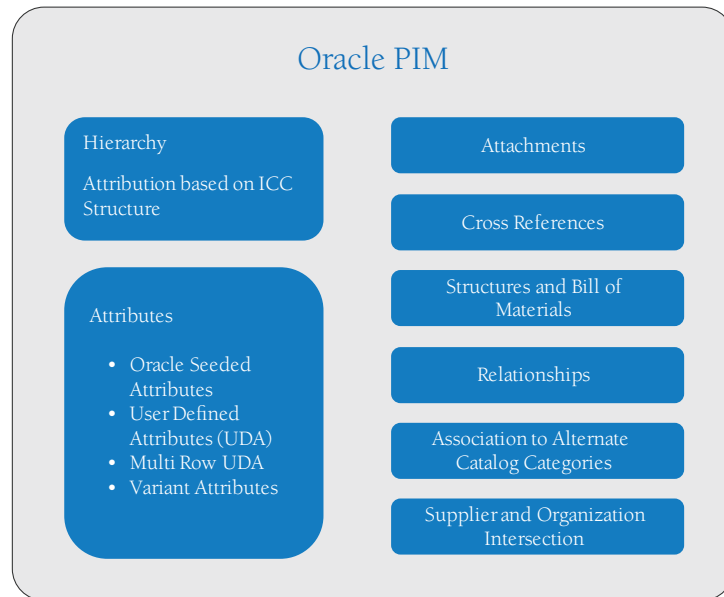 Oracle PIM
Hierarchy
Attribution based on ICC
Structure
Attributes
• Oracle Seeded
Attributes
• User Defined
Attributes (UDA)
• Multi Row UDA
• Variant Attributes
Attachments
Cross References
Structures and Bill of
Materials
Relationships
Association to Alternate
Catalog Categories
Supplier and Organization
Intersection